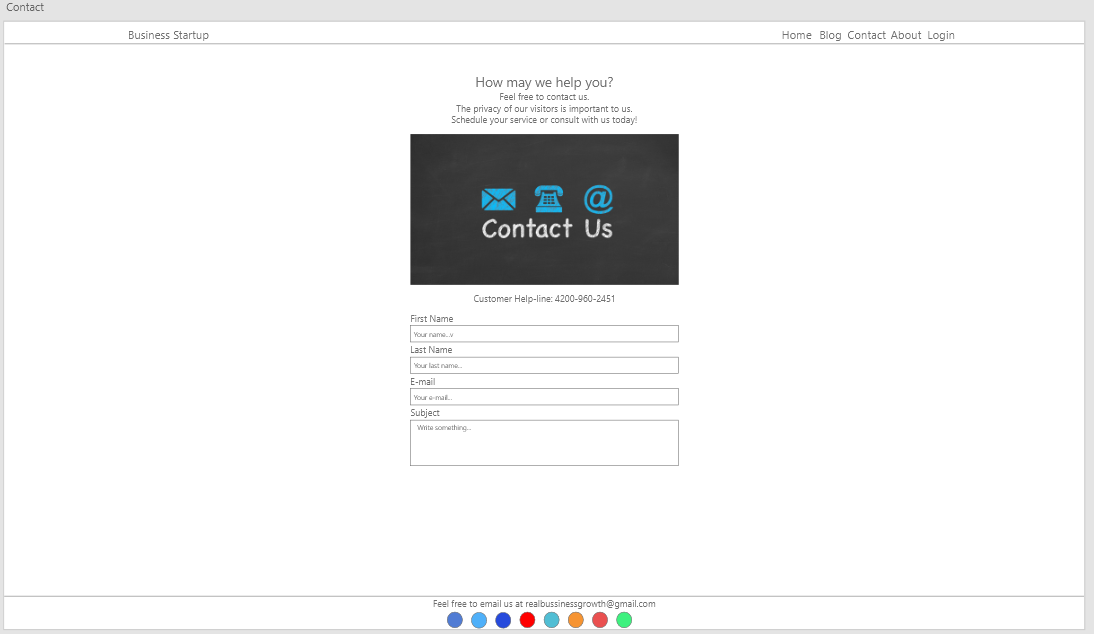 Contact
Business Startup
Home Blog Contact About Login
How may we help you?
Feel free to contact us.
The privacy of our visitors is important to us.
Schedule your service or consult with us today!
@
Contact Us
Customer Help-line: 4200-960-2451
First Name
Your name...v
Last Name
Your last name...
E-mail
Your e-mail...
Subject
Write something...
Feel free to email us at realbussinessgrowth@gmail.com